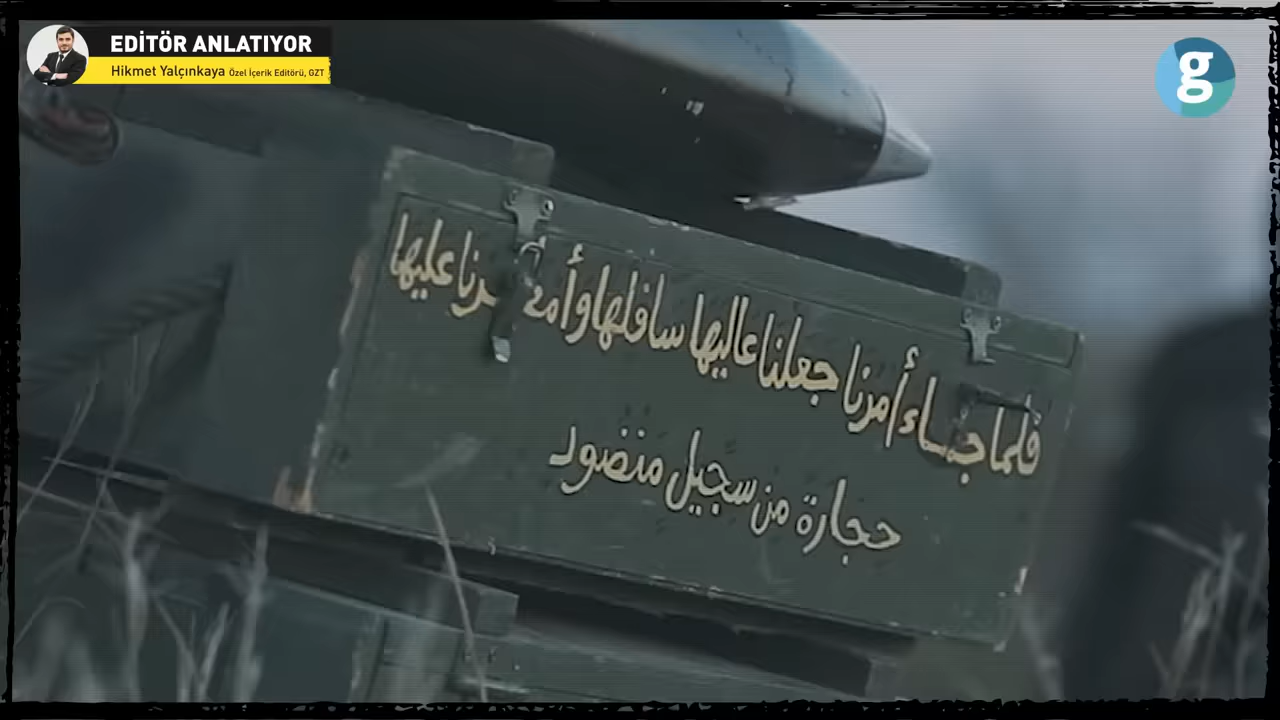 EDİTÖR ANLATIYOR
Hikmet Yalçınkaya Özel İçerik Editörü, GZT
g
فلما جاء أمرنا جعلنا عاليها سافلها وأمطرنا عليها
حجارة من سجيل منضود